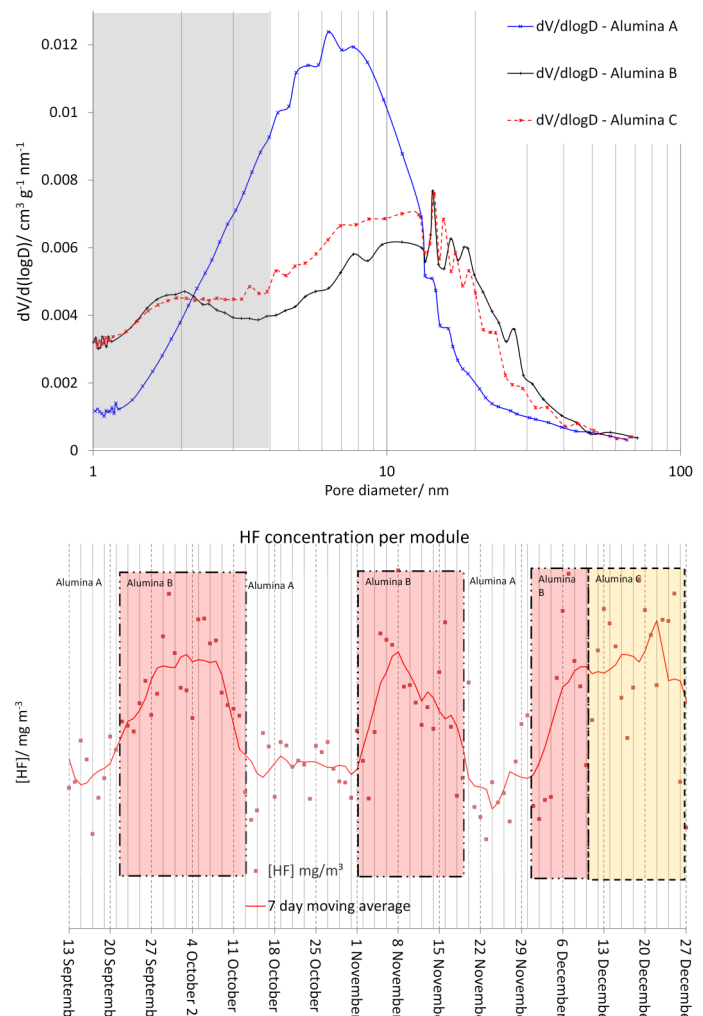 0.012
0.01
0.008
0.006
0.004
0.002
0
dV/d(logD)/ cm³ g⁻¹ nm⁻¹
dV/dlogD - Alumina A
dV/dlogD - Alumina B
dV/dlogD - Alumina C
1
10
100
Pore diameter/ nm
HF concentration per module
Alumina A
Alumina B
Alumina A
Alumina B
Alumina A
Alumina
B
Alumina C
[HF]/ mg m⁻³
[HF] mg/m³
7 day moving average
13 Septemb
20 Septemb
27 Septemb
4 October 2
11 October
18 October
25 October
1 November
8 November
15 November
22 November
29 November
6 December
13 December
20 December
27 December